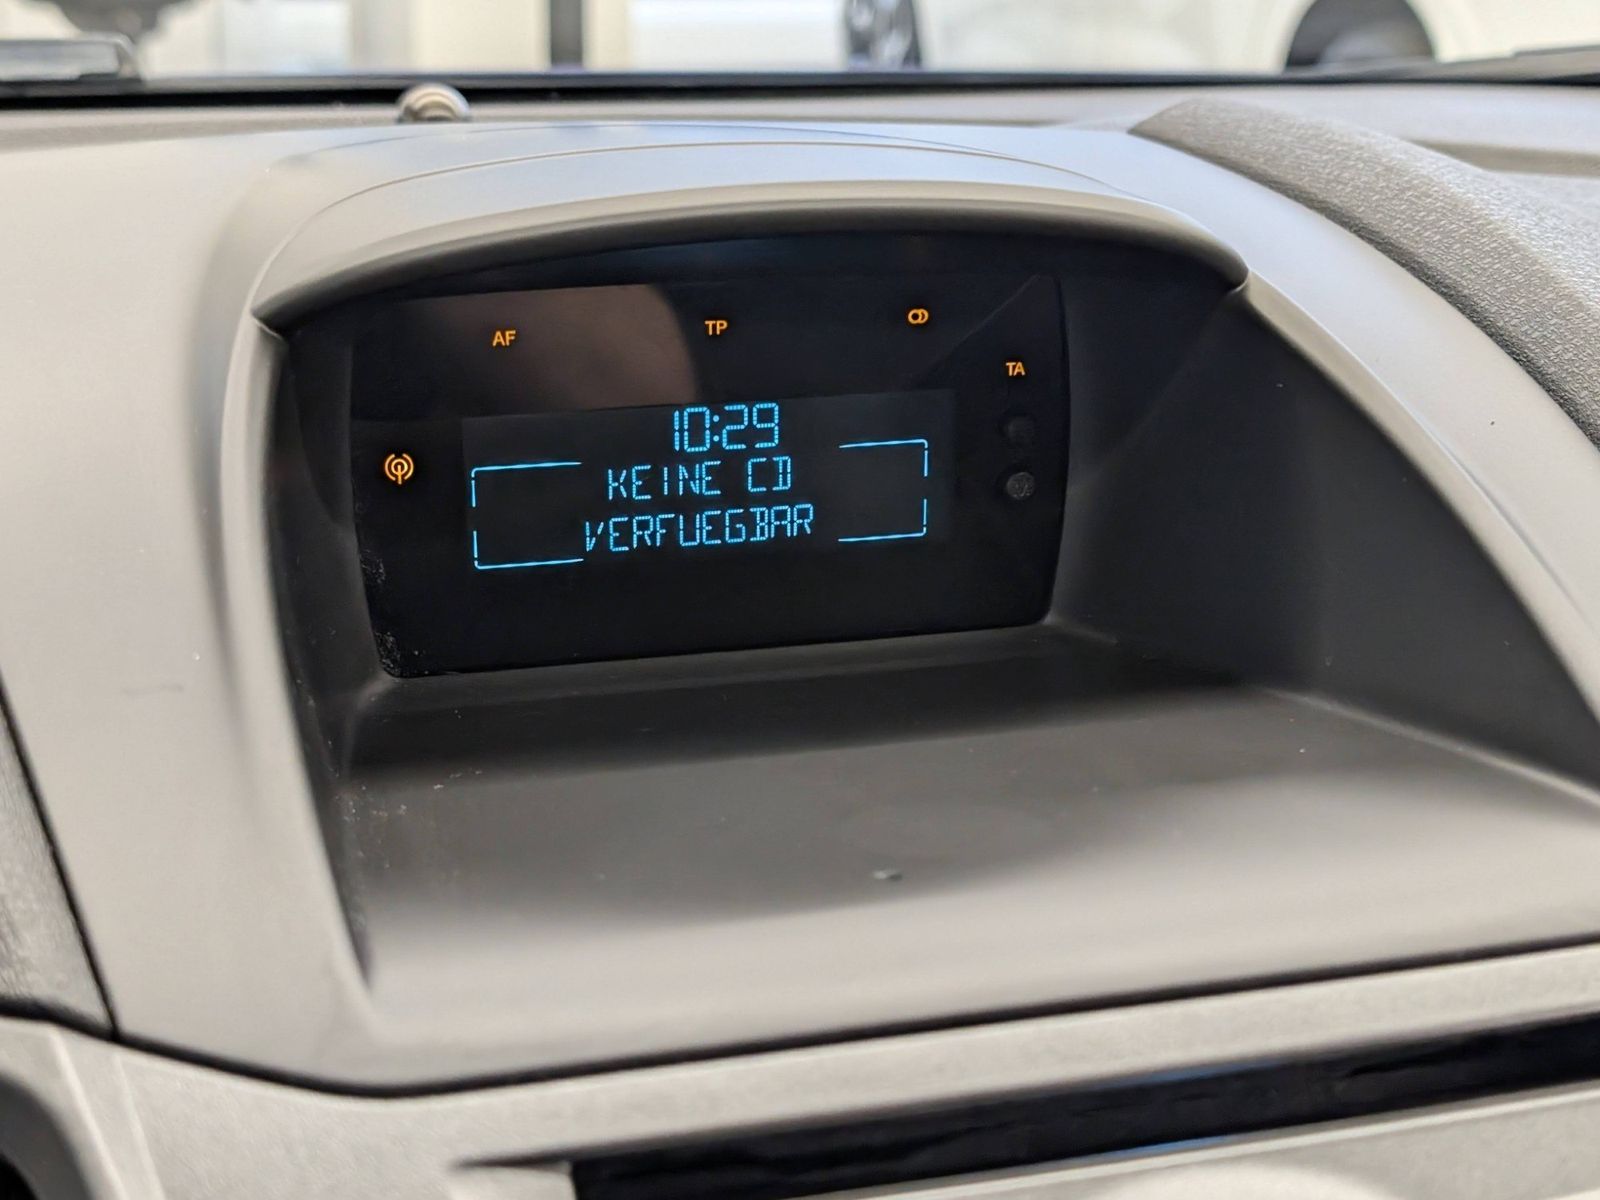 AF TP TA
10:29
KEINE CD
VERFUEGBAR